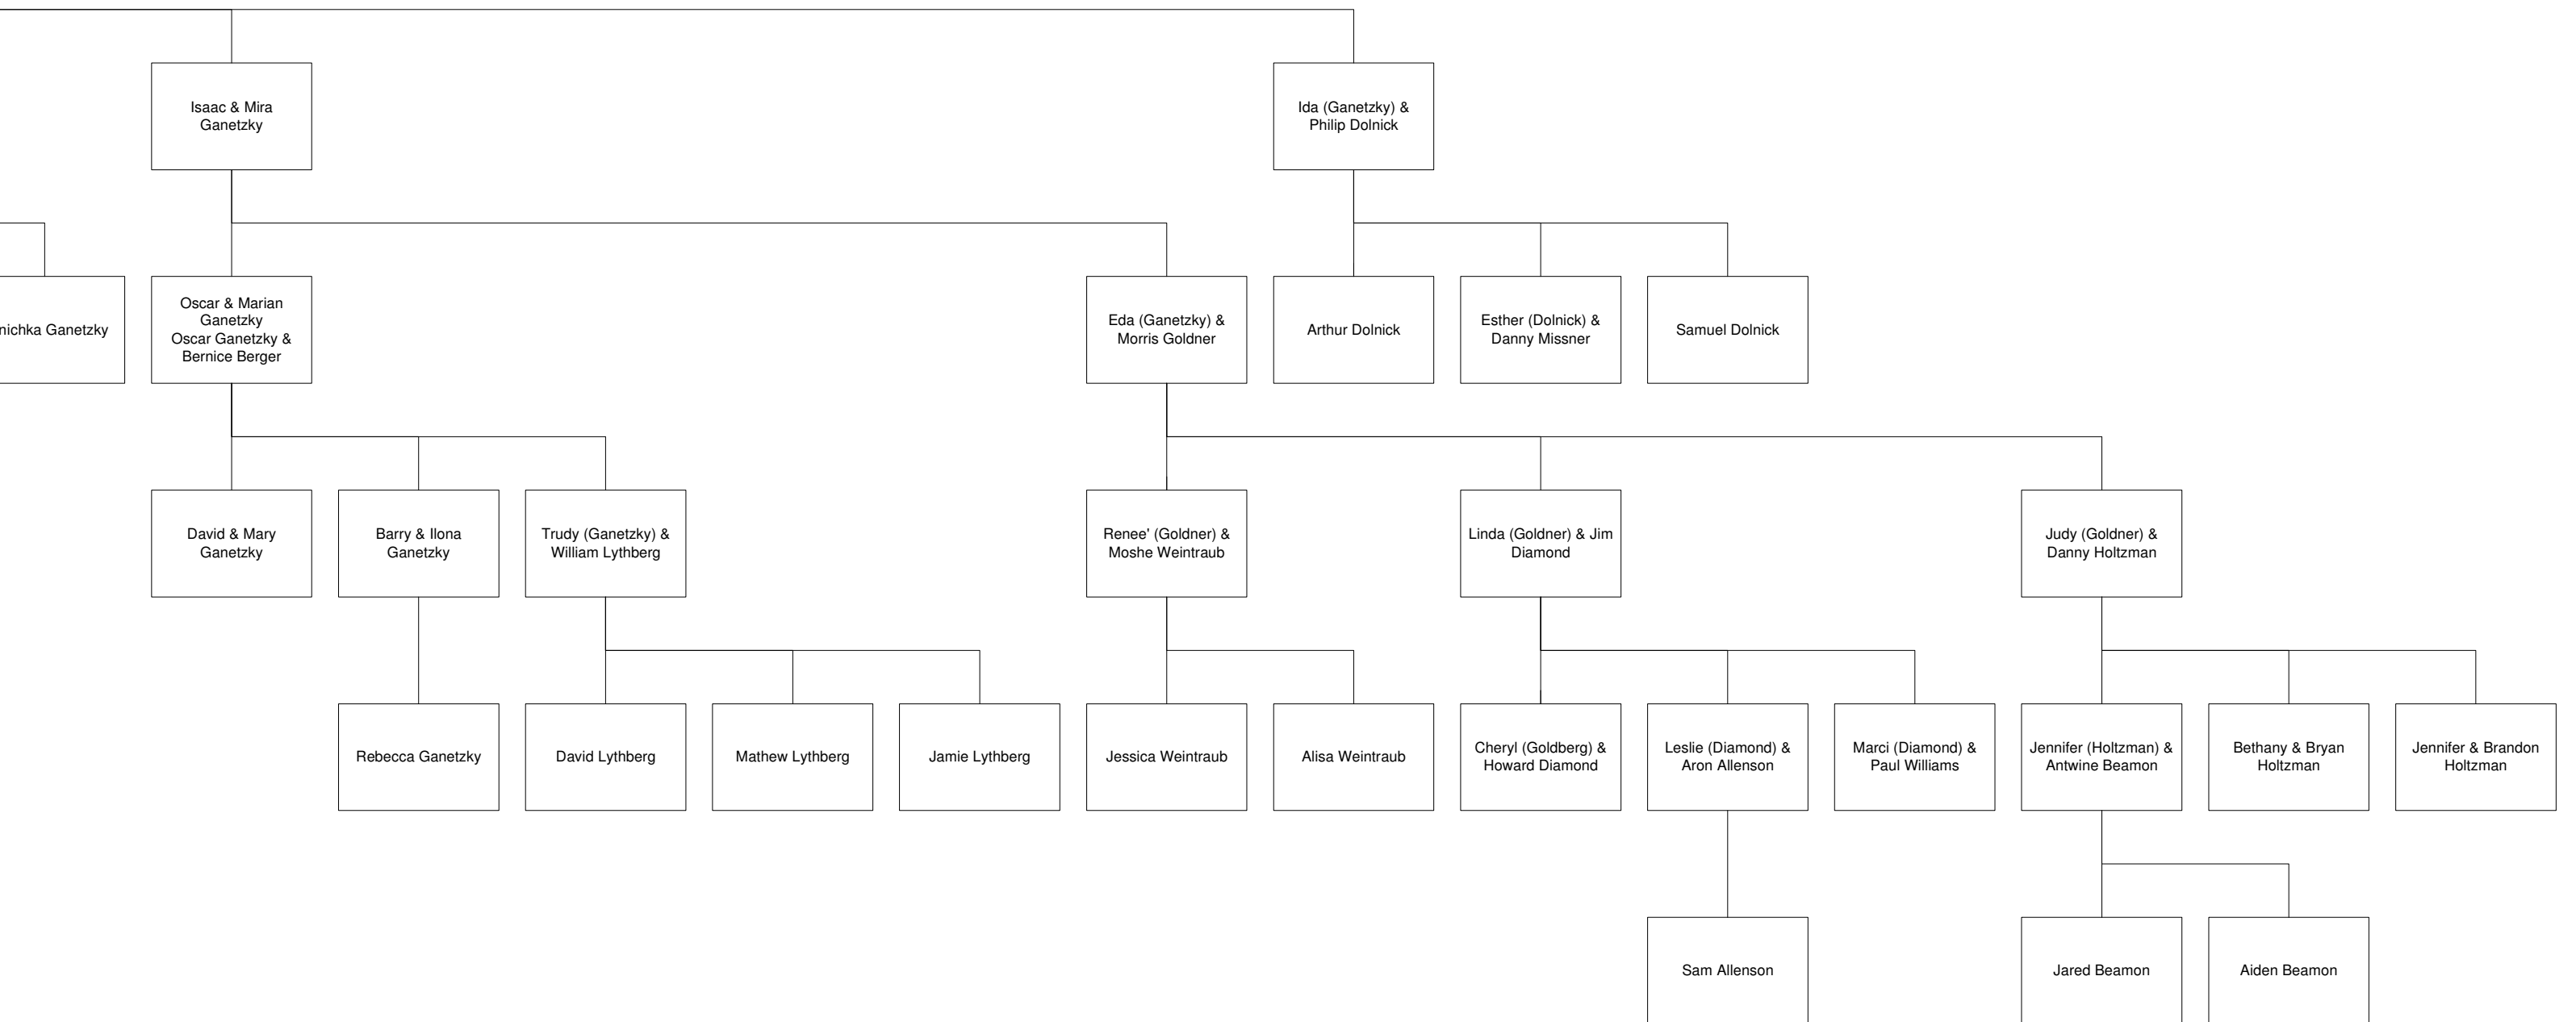 Isaac & Mira
Ganetzky
Ida (Ganetzky) &
Philip Dolnick
Ganetzky
Oscar & Marian
Ganetzky
Oscar Ganetzky &
Bernice Berger
Eda (Ganetzky) &
Morris Goldner
Arthur Dolnick
Esther (Dolnick) &
Danny Missner
Samuel Dolnick
David & Mary
Ganetzky
Barry & Ilona
Ganetzky
Trudy (Ganetzky) &
William Lythberg
Renee' (Goldner) &
Moshe Weintraub
Linda (Goldner) & Jim
Diamond
Judy (Goldner) &
Danny Holtzman
Rebecca Ganetzky
David Lythberg
Mathew Lythberg
Jamie Lythberg
Jessica Weintraub
Alisa Weintraub
Cheryl (Goldberg) &
Howard Diamond
Leslie (Diamond) &
Aron Allenson
Marci (Diamond) &
Paul Williams
Jennifer (Holtzman) &
Antwine Beamon
Bethany & Bryan
Holtzman
Jennifer & Brandon
Holtzman
Sam Allenson
Jared Beamon
Aiden Beamon